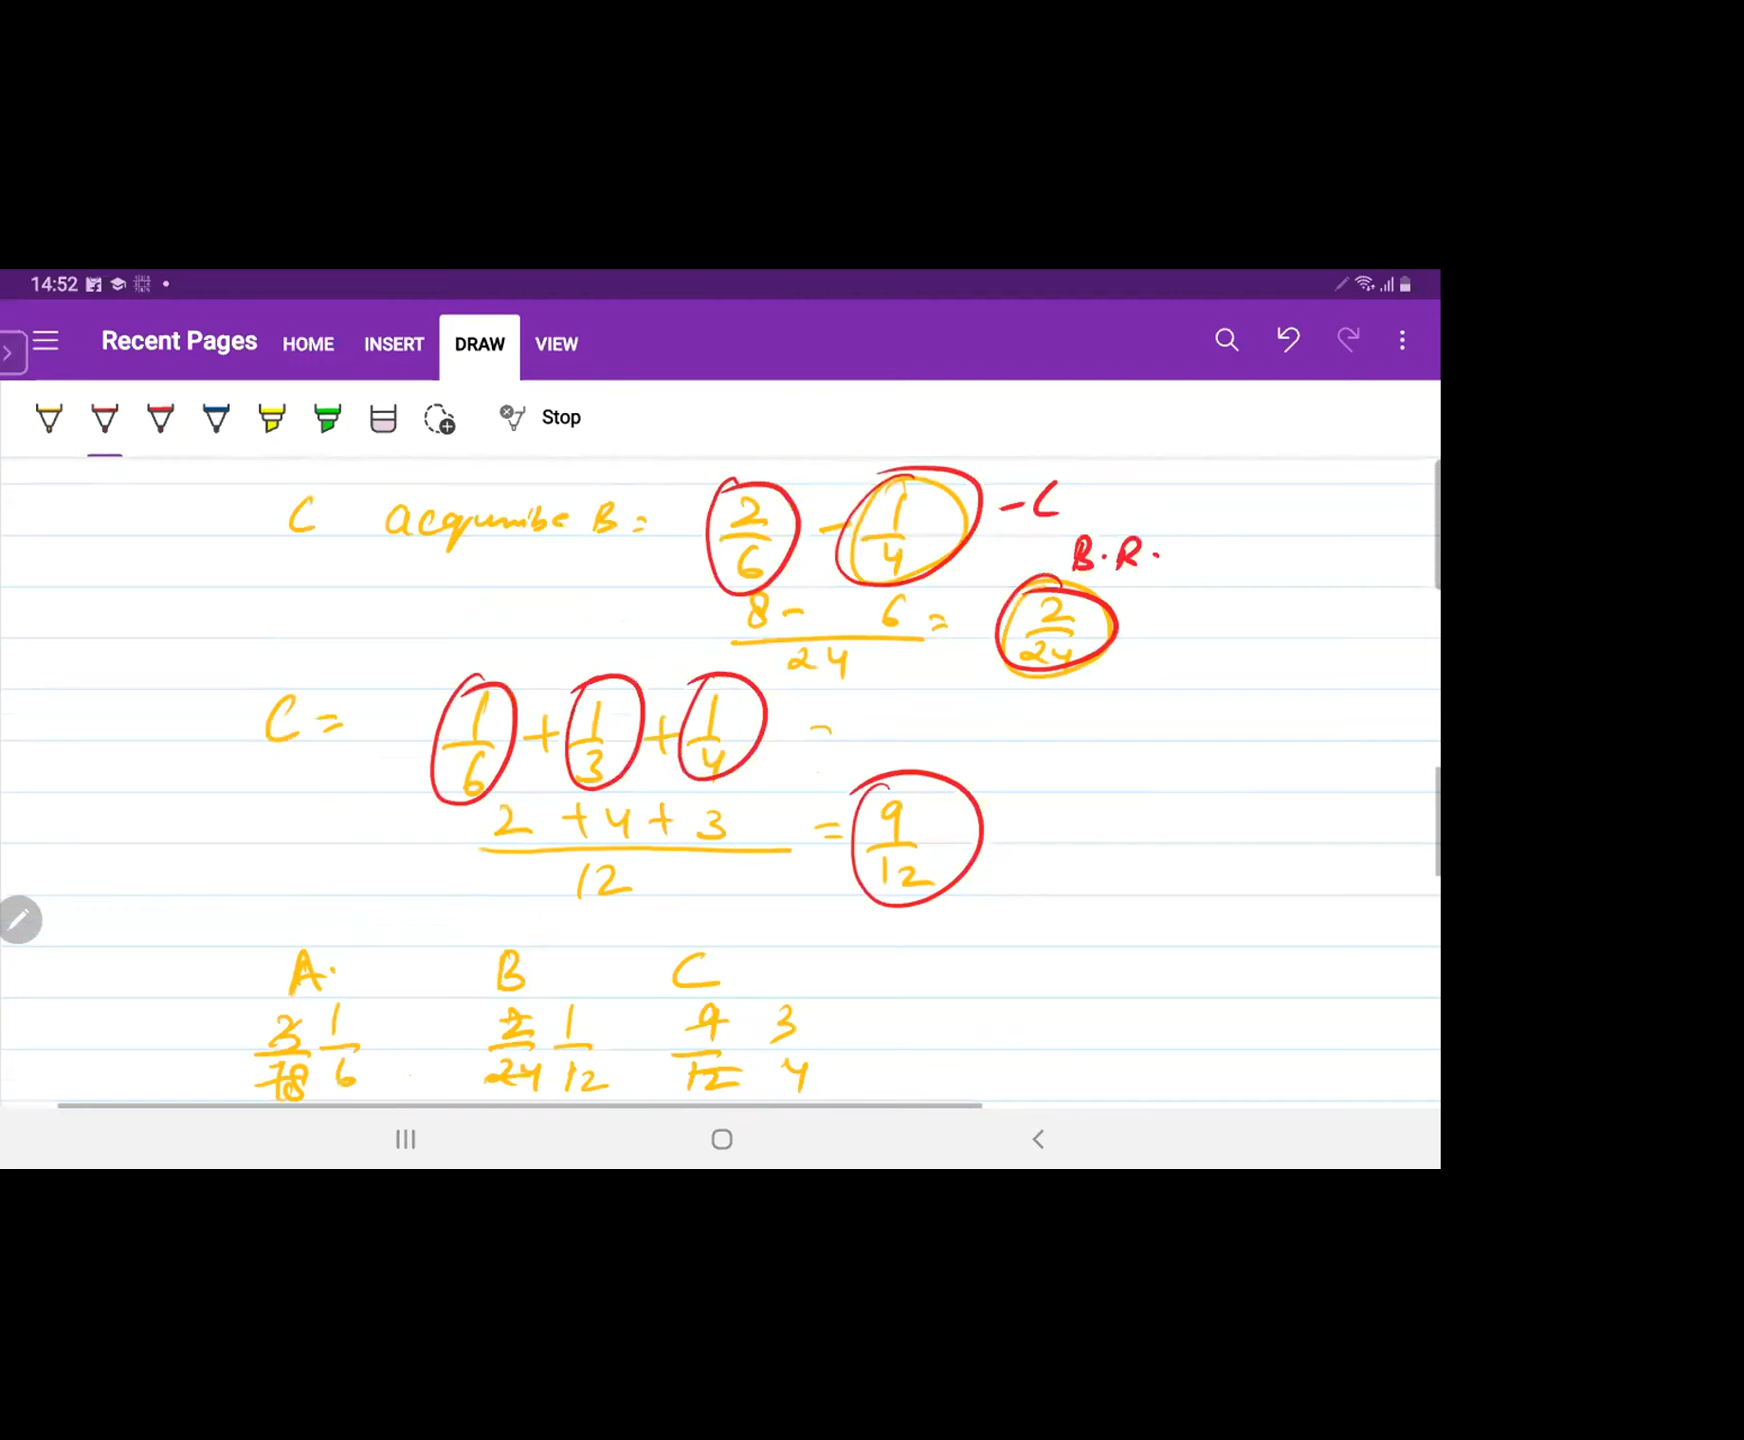 14:52
Recent Pages HOME INSERT DRAW VIEW
Stop
C acqumibe B = 2/6 - 1/4 - C
B.R.
8 - 6 / 24 = 2/24
C = 1/6 + 1/3 + 1/4 =
2 + 4 + 3 / 12 = 9/12
A. B C
3/18 1/6 2/24 1/12 9/12 3 4